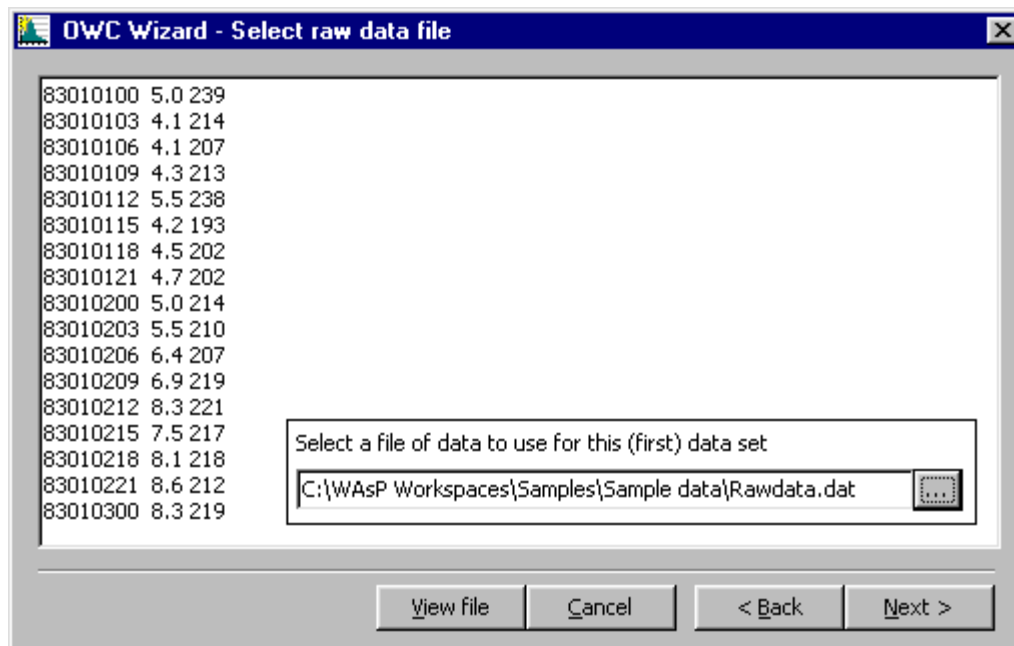 OWC Wizard - Select raw data file
83010100 5.0 239
83010103 4.1 214
83010106 4.1 207
83010109 4.3 213
83010112 5.5 238
83010115 4.2 193
83010118 4.5 202
83010121 4.7 202
83010200 5.0 214
83010203 5.5 210
83010206 6.4 207
83010209 6.9 219
83010212 8.3 221
83010215 7.5 217
83010218 8.1 218
83010221 8.6 212
83010300 8.3 219
Select a file of data to use for this (first) data set
C:\WAsP Workspaces\Samples\Sample data\Rawdata.dat ...
View file Cancel < Back Next >